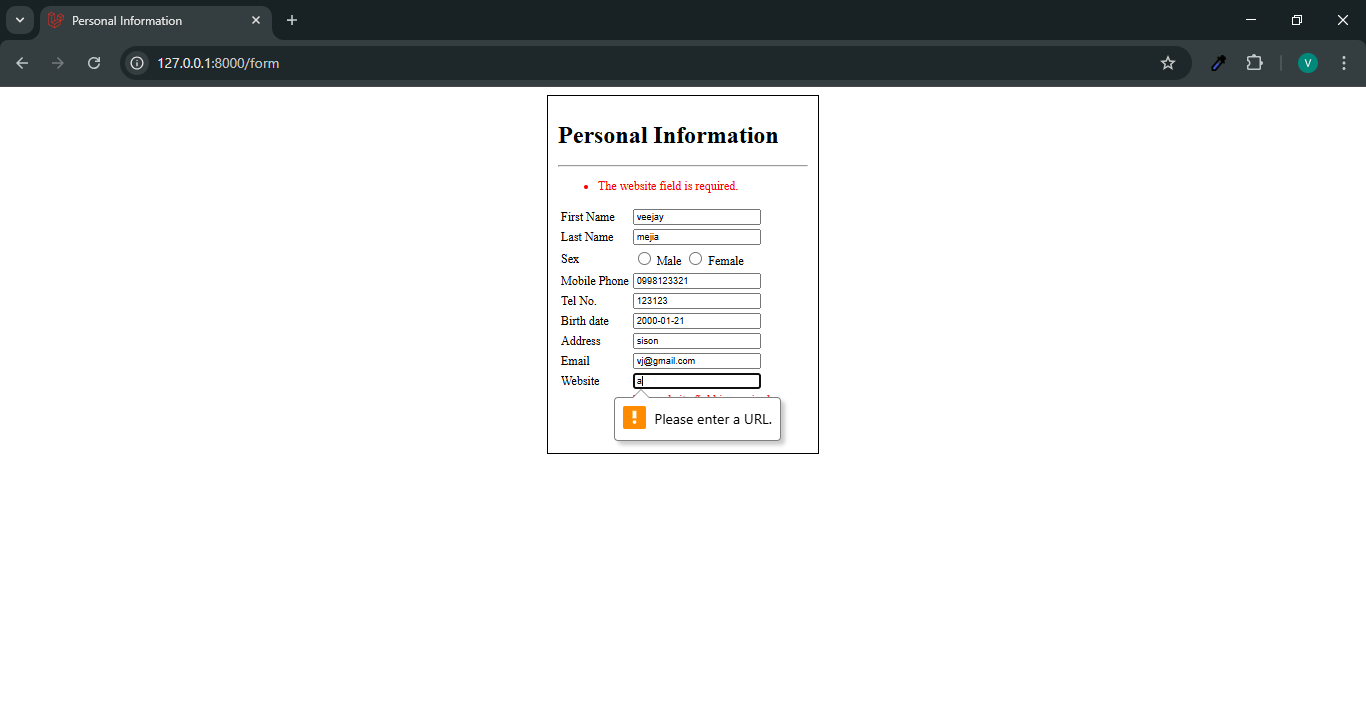 Personal Information
127.0.0.1:8000/form
V
Personal Information
The website field is required.
First Name veejay
Last Name mejia
Sex Male Female
Mobile Phone 0998123321
Tel No. 123123
Birth date 2000-01-21
Address sison
Email vj@gmail.com
Website a
Please enter a URL.